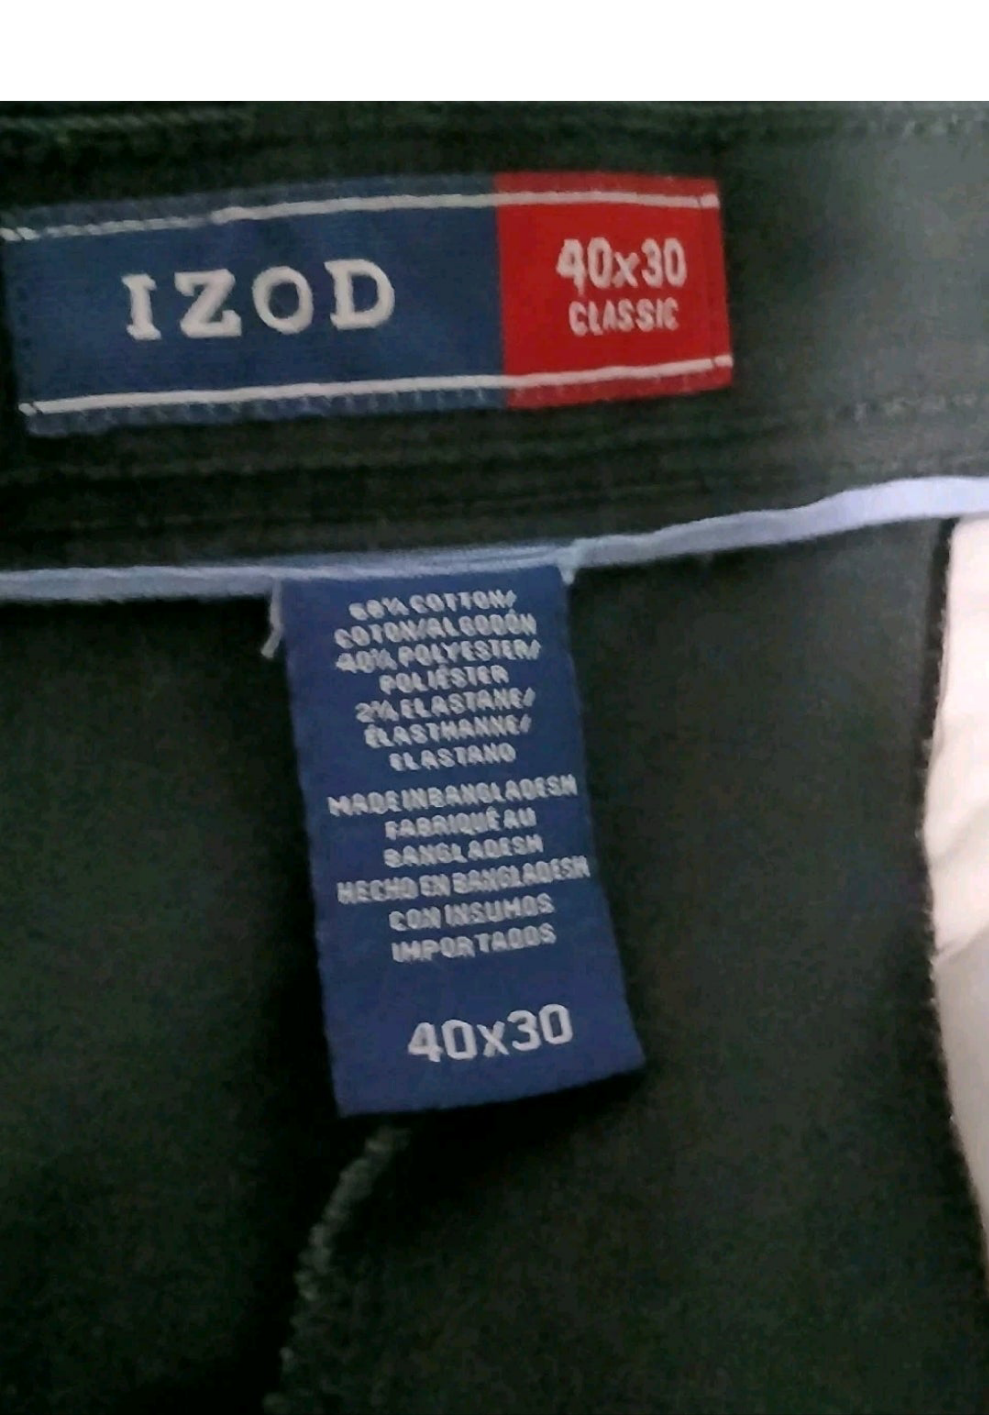 IZOD
40x30
CLASSIC
58% COTTON/
COTON/ALGODÓN
40% POLYESTER/
POLIÉSTER
2% ELASTANE/
ÉLASTHANNE/
ELASTANO
MADE IN BANGLADESH
FABRIQUÉ AU
BANGLADESH
HECHO EN BANGLADESH
CON INSUMOS
IMPORTADOS
40x30